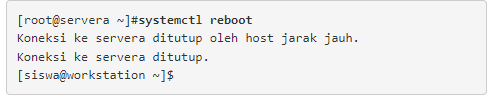 [root@servera ~]#systemctl reboot
Koneksi ke servera ditutup oleh host jarak jauh.
Koneksi ke servera ditutup.
[siswa@workstation ~]$